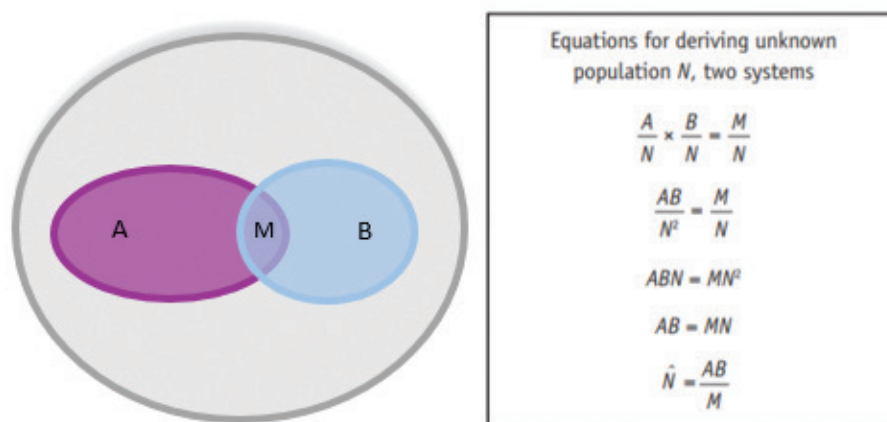 A
M
B
Equations for deriving unknown
population N, two systems
A/N × B/N = M/N
AB/N² = M/N
ABN = MN²
AB = MN
N̂ = AB/M